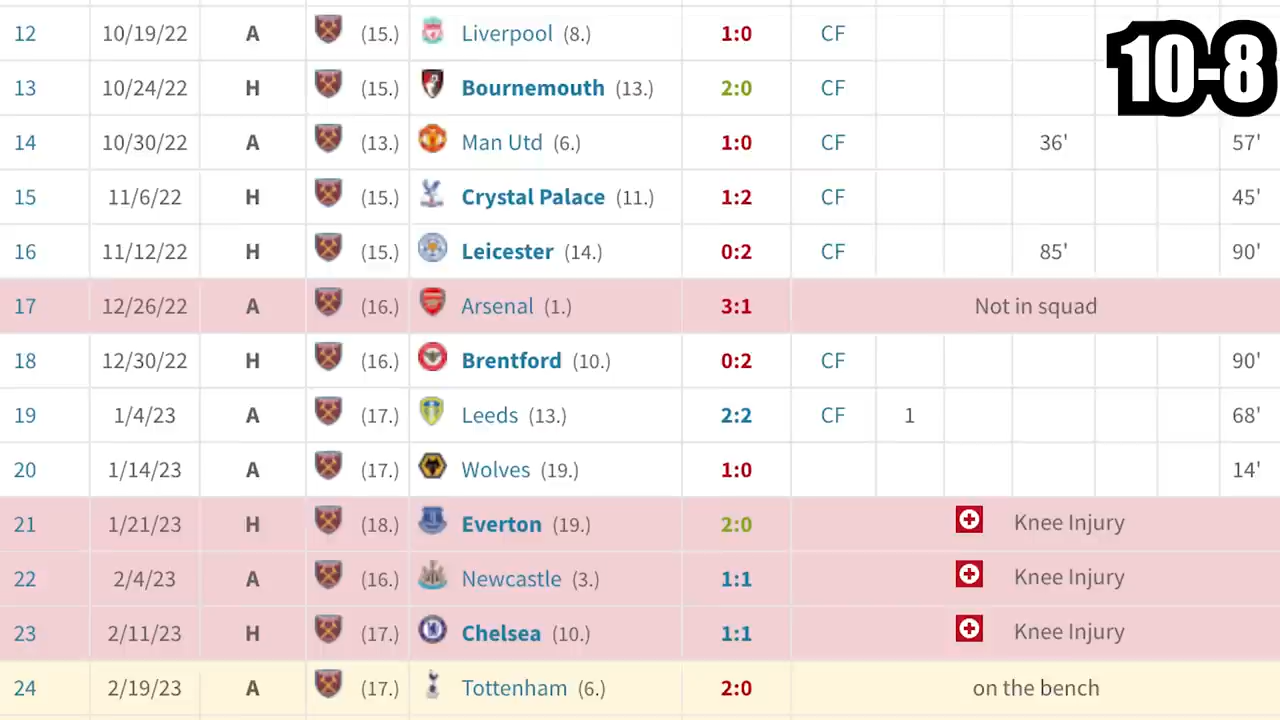 10-8
12 10/19/22 A (15.) Liverpool (8.) 1:0 CF
13 10/24/22 H (15.) Bournemouth (13.) 2:0 CF
14 10/30/22 A (13.) Man Utd (6.) 1:0 CF 36' 57'
15 11/6/22 H (15.) Crystal Palace (11.) 1:2 CF 45'
16 11/12/22 H (15.) Leicester (14.) 0:2 CF 85' 90'
17 12/26/22 A (16.) Arsenal (1.) 3:1 Not in squad
18 12/30/22 H (16.) Brentford (10.) 0:2 CF 90'
19 1/4/23 A (17.) Leeds (13.) 2:2 CF 1 68'
20 1/14/23 A (17.) Wolves (19.) 1:0 14'
21 1/21/23 H (18.) Everton (19.) 2:0 Knee Injury
22 2/4/23 A (16.) Newcastle (3.) 1:1 Knee Injury
23 2/11/23 H (17.) Chelsea (10.) 1:1 Knee Injury
24 2/19/23 A (17.) Tottenham (6.) 2:0 on the bench